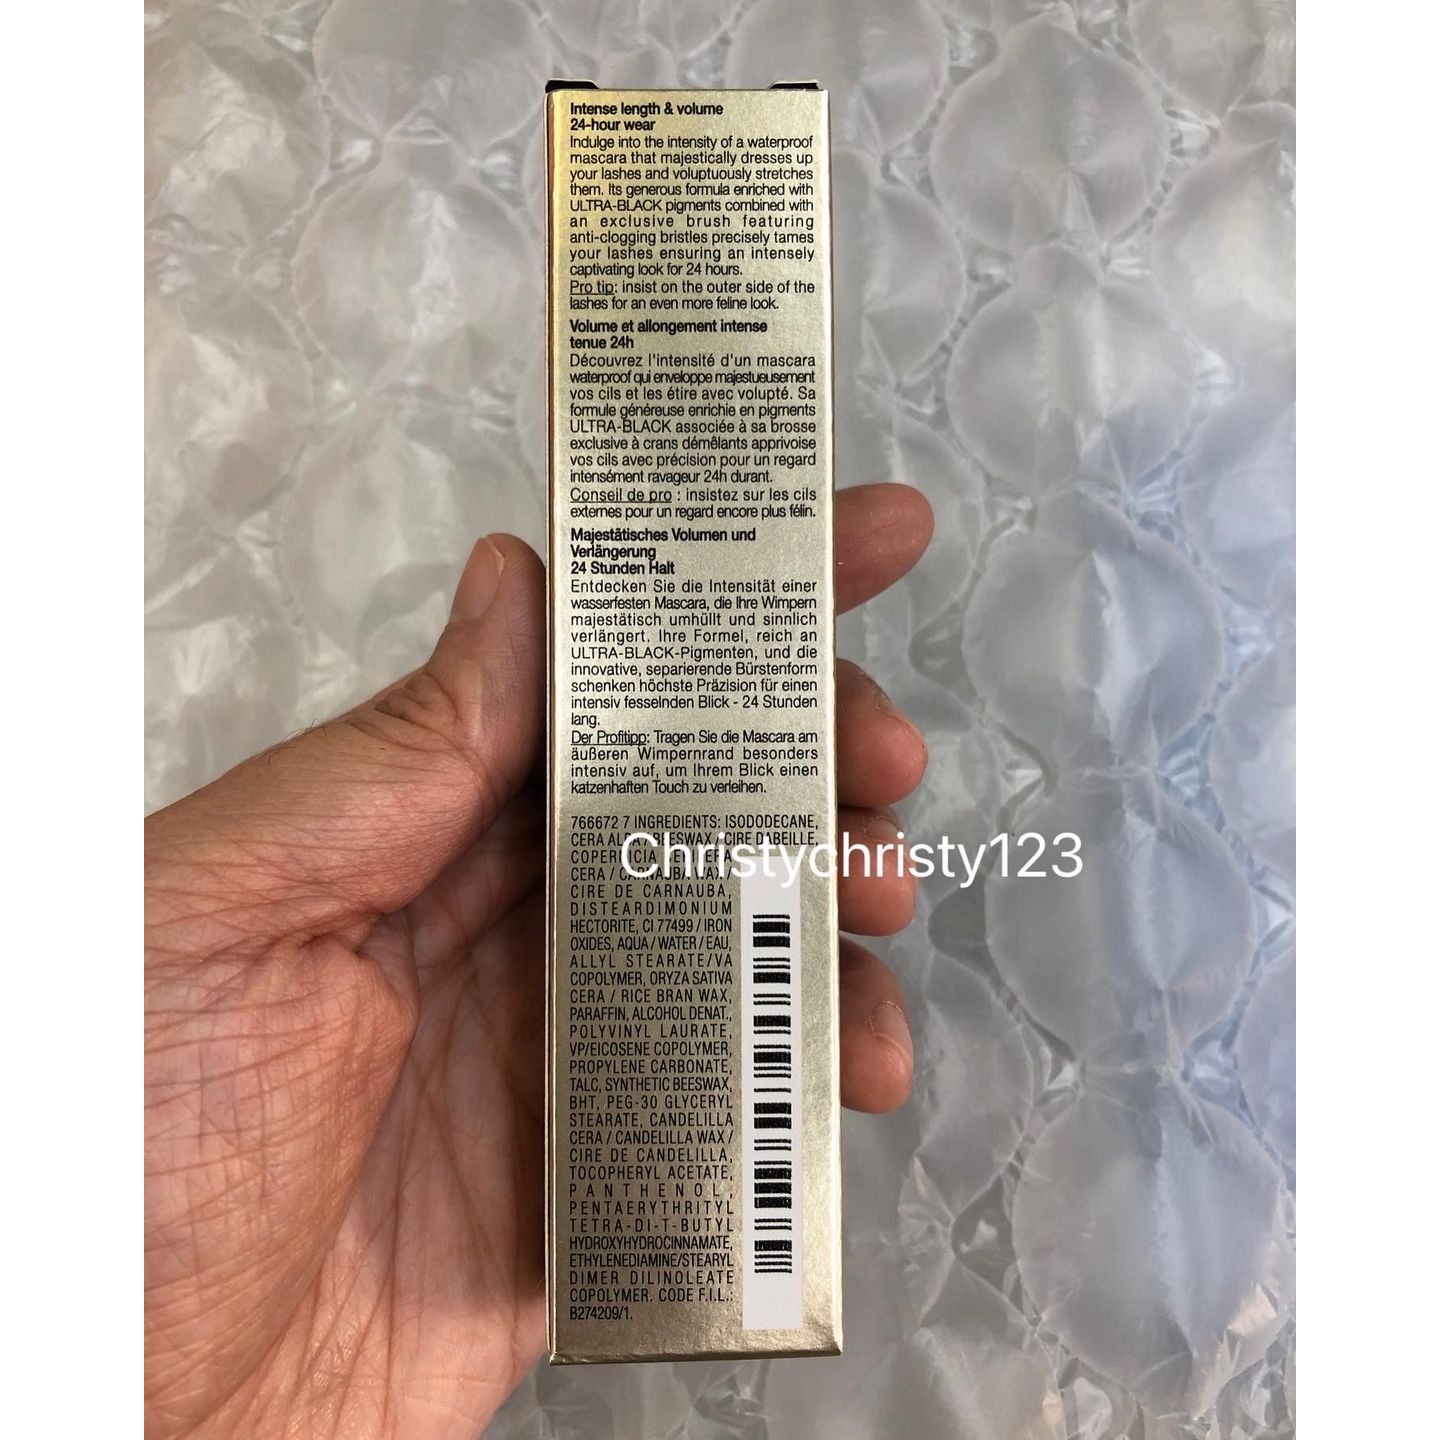 Intense length & volume
24-hour wear
Indulge into the intensity of a waterproof
mascara that majestically dresses up
your lashes and voluptuously stretches
them. Its generous formula enriched with
ULTRA-BLACK pigments combined with
an exclusive brush featuring
anti-clogging bristles precisely tames
your lashes ensuring an intensely
captivating look for 24 hours.
Pro tip: insist on the outer side of the
lashes for an even more feline look.
Volume et allongement intense
tenue 24h
Découvrez l'intensité d'un mascara
waterproof qui enveloppe majestueusement
vos cils et les étire avec volupté. Sa
formule généreuse enrichie en pigments
ULTRA-BLACK associée à sa brosse
exclusive à crans démêlants apprivoise
vos cils avec précision pour un regard
intensément ravageur 24h durant.
Conseil de pro : insistez sur les cils
externes pour un regard encore plus félin.
Majestätisches Volumen und
Verlängerung
24 Stunden Halt
Entdecken Sie die Intensität einer
wasserfesten Mascara, die Ihre Wimpern
majestätisch umhüllt und sinnlich
verlängert. Ihre Formel, reich an
ULTRA-BLACK-Pigmenten, und die
innovative, separierende Bürstenform
schenken höchste Präzision für einen
intensiv fesselnden Blick - 24 Stunden
lang.
Der Profitipp: Tragen Sie die Mascara am
äußeren Wimpernrand besonders
intensiv auf, um Ihrem Blick einen
katzenhaften Touch zu verleihen.
766672 7 INGREDIENTS: ISODODECANE,
CERA ALBA / BEESWAX / CIRE DABEILLE,
COPERNICIA CERIFERA
Christychristy123
CERA / CARNAUBA WAX /
CIRE DE CARNAUBA,
DISTEARDIMONIUM
HECTORITE, CI 77499 / IRON
OXIDES, AQUA / WATER / EAU,
ALLYL STEARATE/VA
COPOLYMER, ORYZA SATIVA
CERA / RICE BRAN WAX,
PARAFFIN, ALCOHOL DENAT.,
POLYVINYL LAURATE,
VP/EICOSENE COPOLYMER,
PROPYLENE CARBONATE,
TALC, SYNTHETIC BEESWAX,
BHT, PEG-30 GLYCERYL
STEARATE, CANDELILLA
CERA / CANDELILLA WAX /
CIRE DE CANDELILLA,
TOCOPHERYL ACETATE,
PANTHENOL,
PENTAERYTHRITYL
TETRA-DI-T-BUTYL
HYDROXYHYDROCINNAMATE,
ETHYLENEDIAMINE/STEARYL
DIMER DILINOLEATE
COPOLYMER. CODE F.I.L.:
B274209/1.